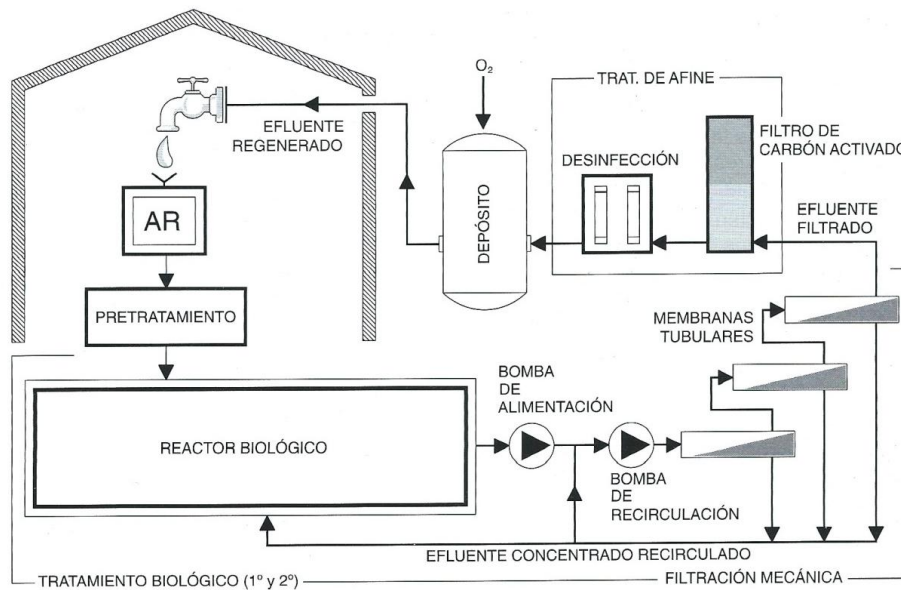 O₂
TRAT. DE AFINE
EFLUENTE
REGENERADO
DESINFECCIÓN
FILTRO DE
CARBÓN ACTIVADO
AR
DEPÓSITO
EFLUENTE
FILTRADO
PRETRATAMIENTO
MEMBRANAS
TUBULARES
BOMBA
DE
ALIMENTACIÓN
REACTOR BIOLÓGICO
BOMBA
DE
RECIRCULACIÓN
EFLUENTE CONCENTRADO RECIRCULADO
TRATAMIENTO BIOLÓGICO (1º y 2º)
FILTRACIÓN MECÁNICA